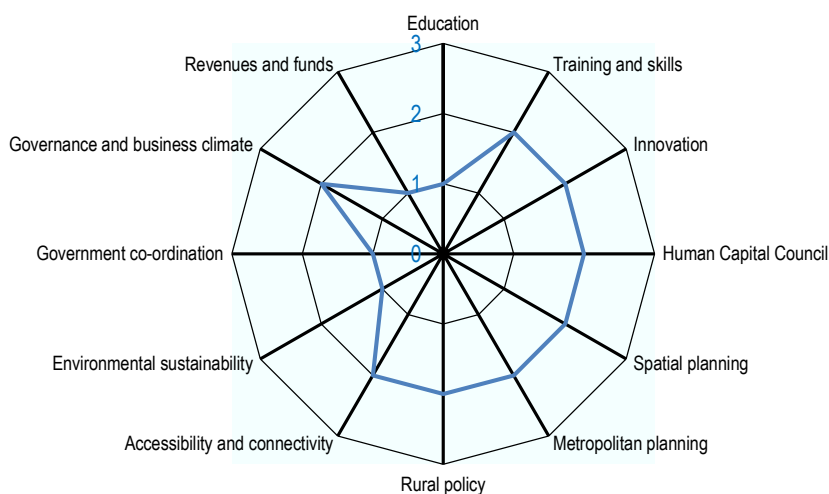 Education
3
Revenues and funds
Training and skills
2
Governance and business climate
Innovation
1
Government co-ordination
0
Human Capital Council
Environmental sustainability
Spatial planning
Accessibility and connectivity
Metropolitan planning
Rural policy